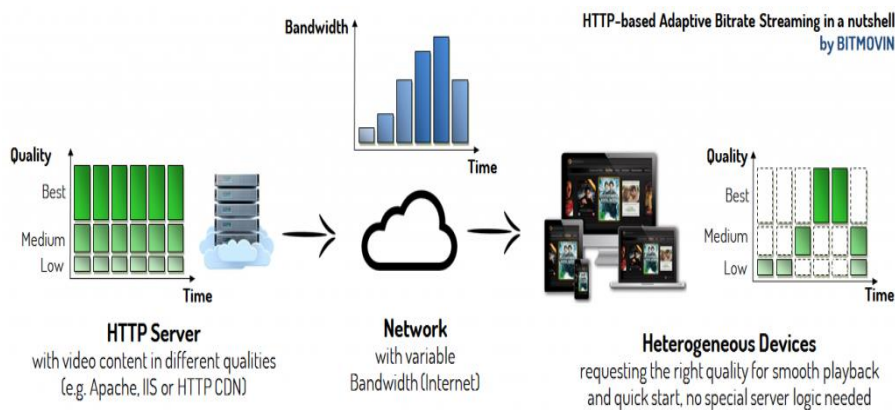 HTTP-based Adaptive Bitrate Streaming in a nutshell
by BITMOVIN
Bandwidth
Time
Quality
Best
Medium
Low
Time
Quality
Best
Medium
Low
Time
HTTP Server
with video content in different qualities
(e.g. Apache, IIS or HTTP CDN)
Network
with variable
Bandwidth (Internet)
Heterogeneous Devices
requesting the right quality for smooth playback
and quick start, no special server logic needed